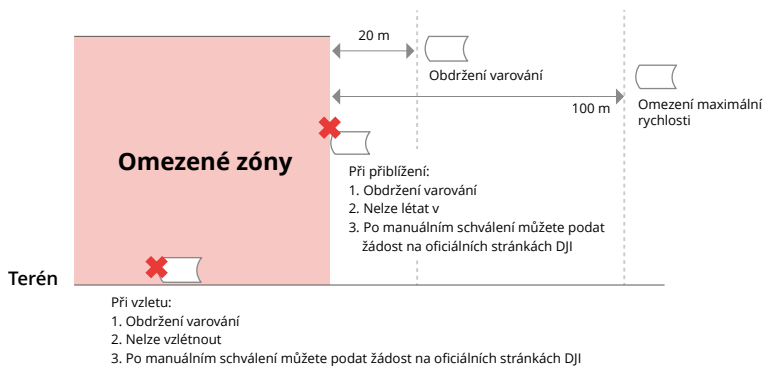 20 m
Obdržení varování
100 m
Omezení maximální
rychlosti
Omezené zóny
Při přiblížení:
1. Obdržení varování
2. Nelze létat v
3. Po manuálním schválení můžete podat
žádost na oficiálních stránkách DJI
Terén
Při vzletu:
1. Obdržení varování
2. Nelze vzlétnout
3. Po manuálním schválení můžete podat žádost na oficiálních stránkách DJI